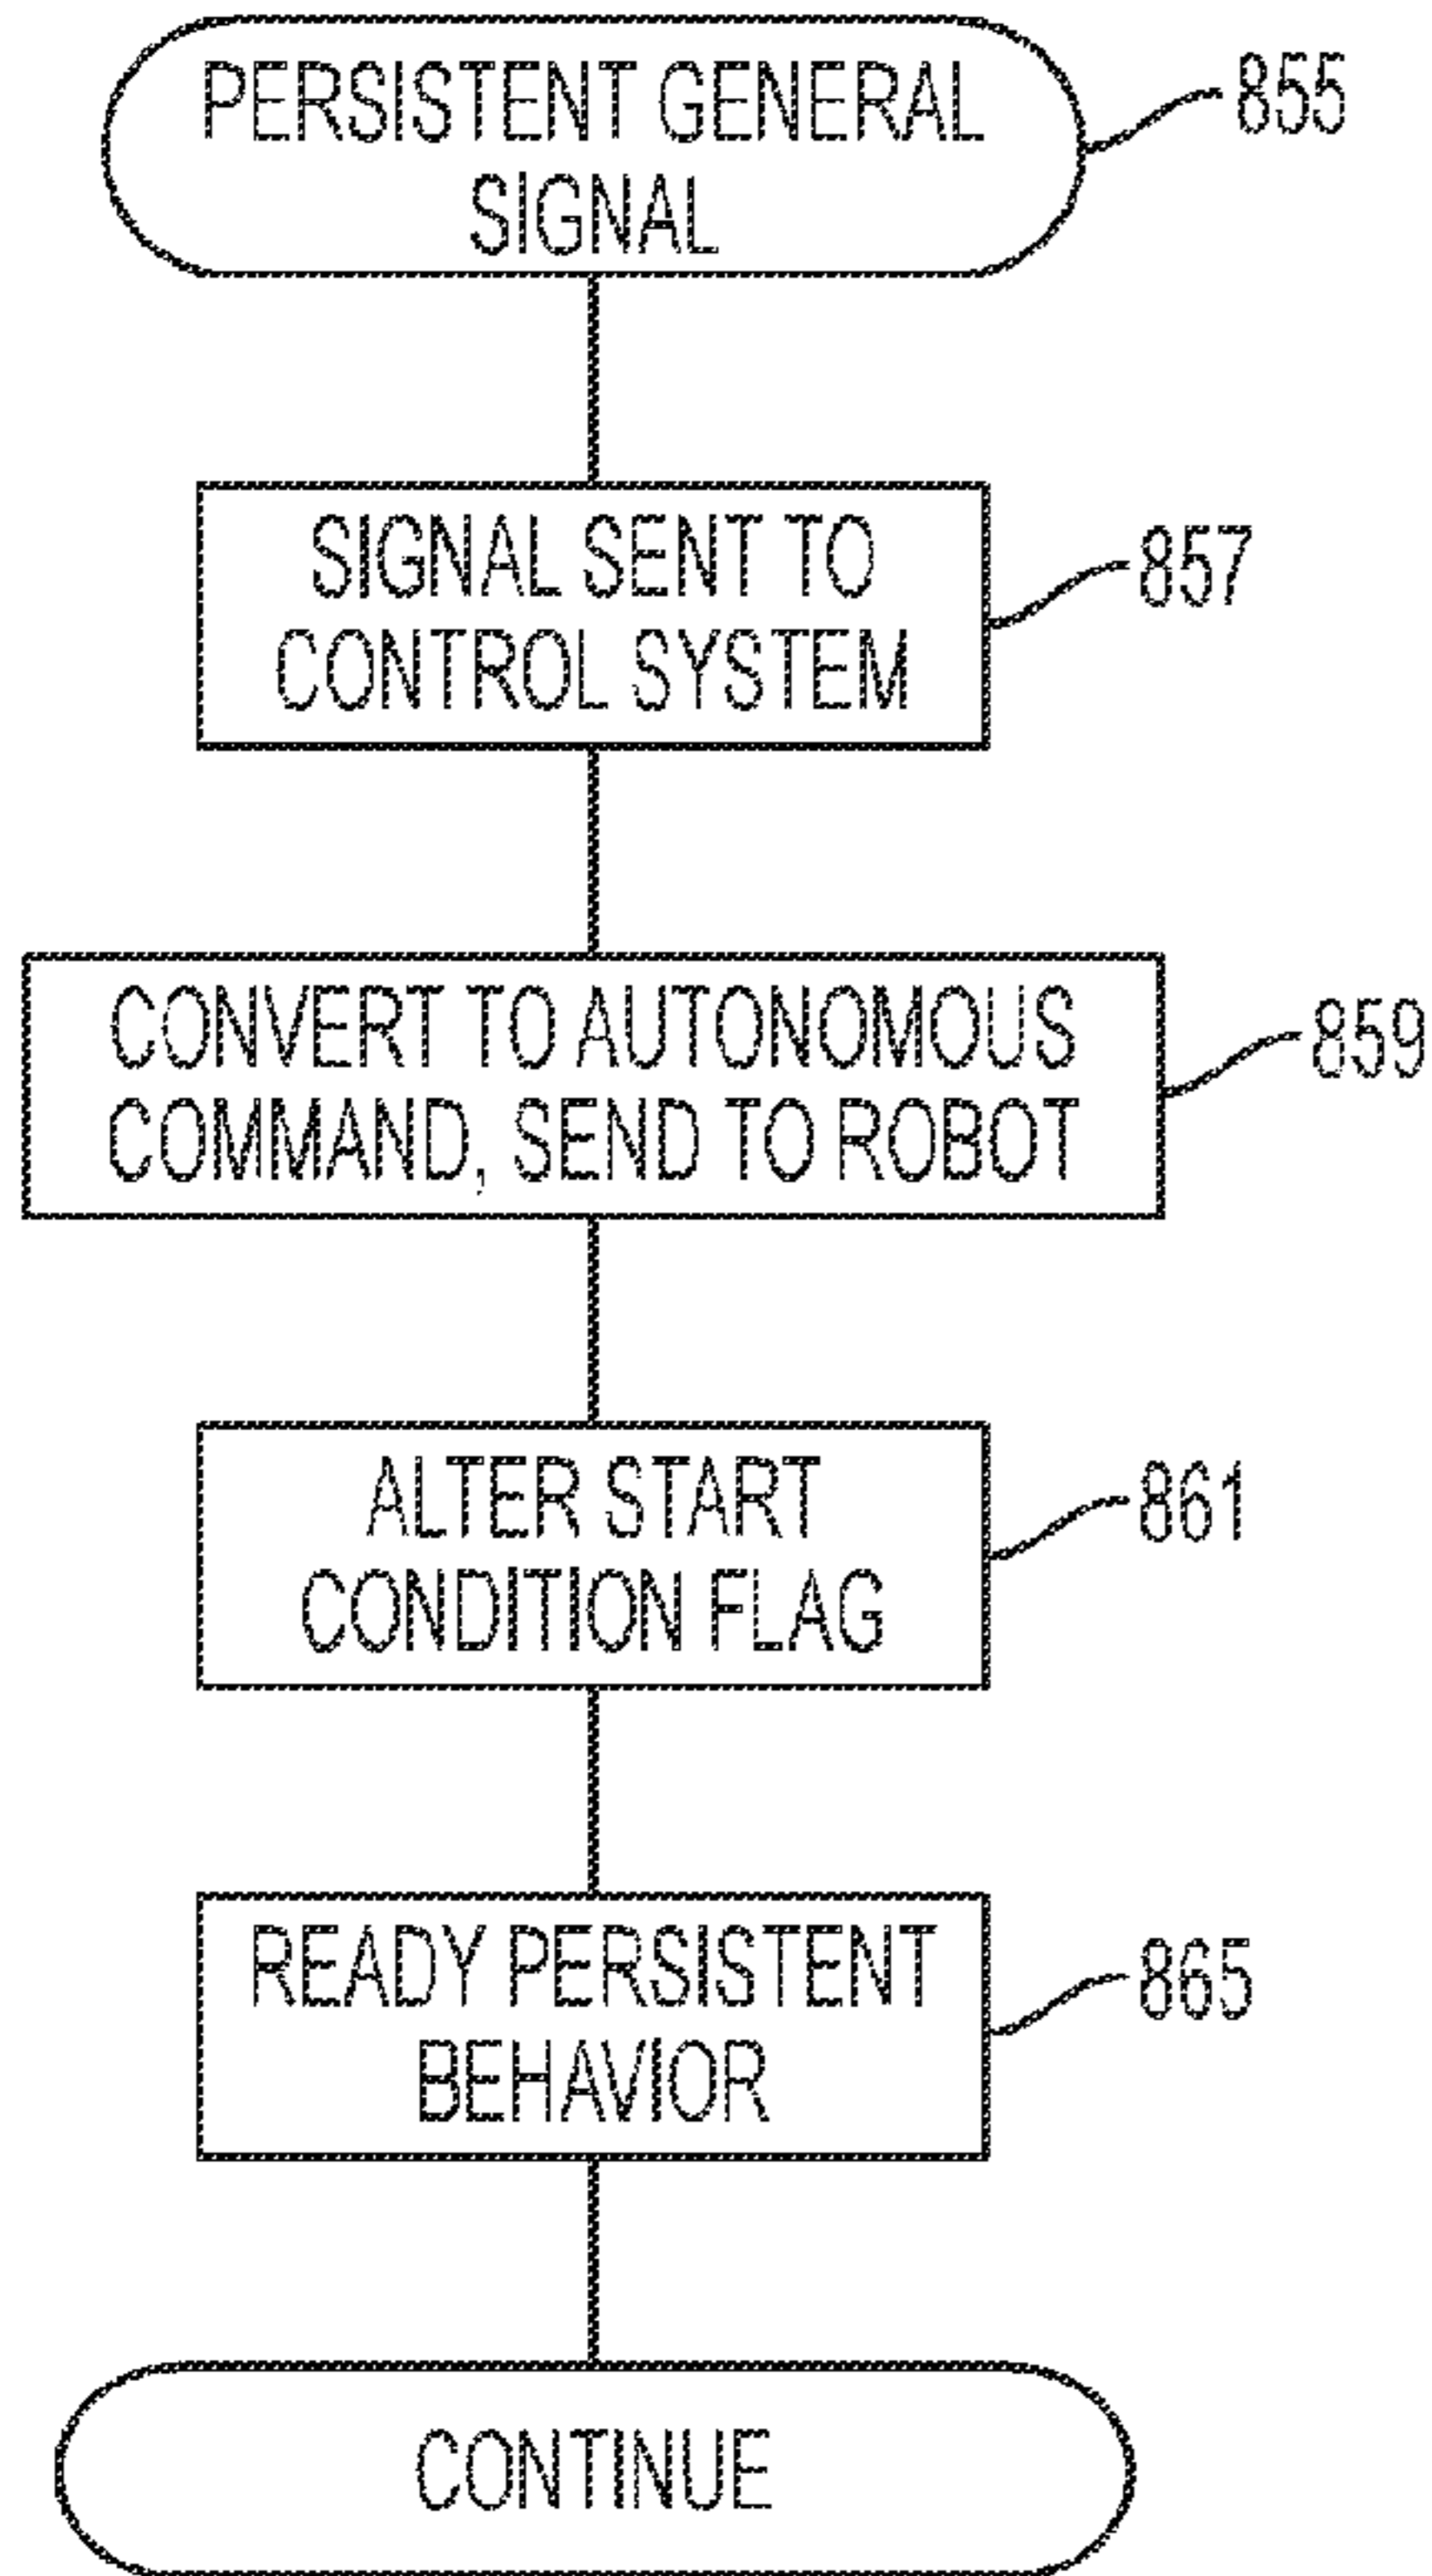 PERSISTENT GENERAL
SIGNAL
855
SIGNAL SENT TO
CONTROL SYSTEM
857
CONVERT TO AUTONOMOUS
COMMAND, SEND TO ROBOT
859
ALTER START
CONDITION FLAG
861
READY PERSISTENT
BEHAVIOR
865
CONTINUE